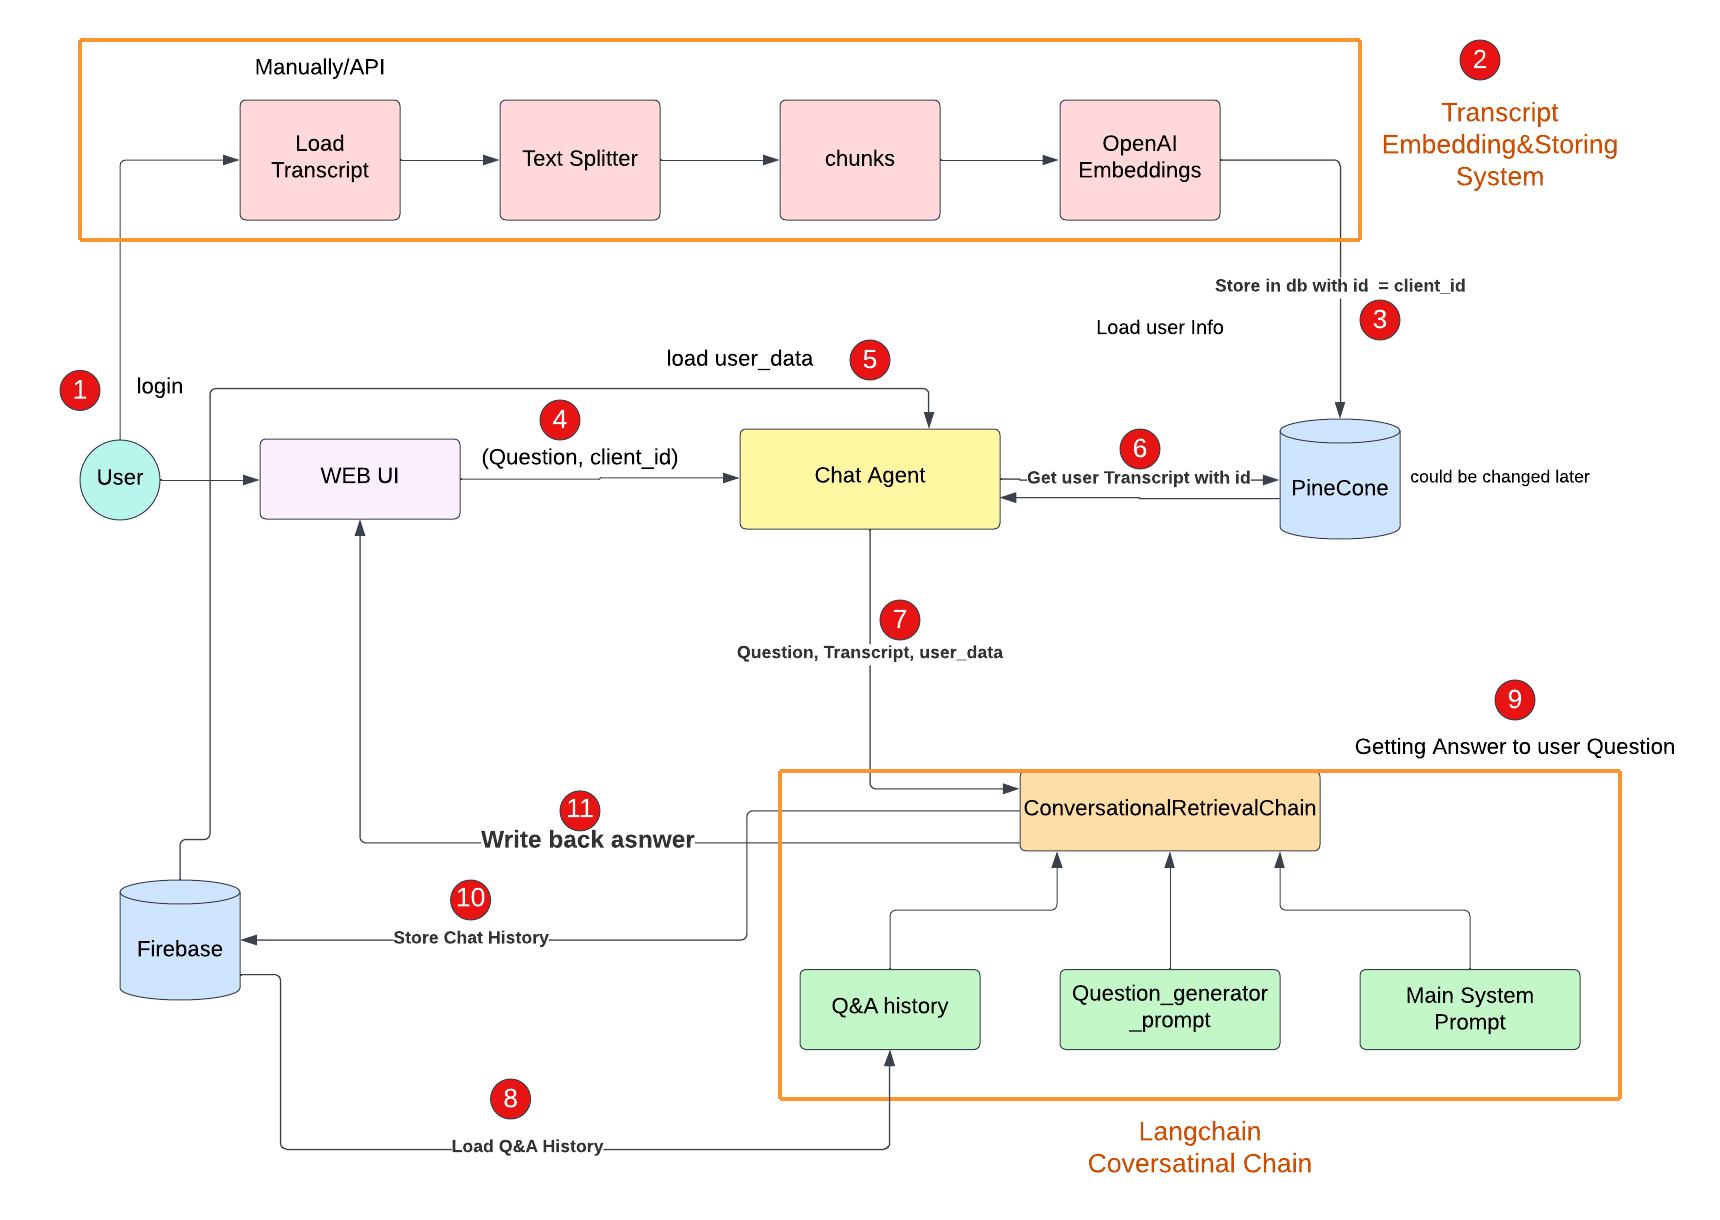 Manually/API
2
Load
Transcript
Text Splitter
chunks
OpenAI
Embeddings
Transcript
Embedding&Storing
System
Store in db with id  = client_id
3
Load user Info
1
login
load user_data
5
4
(Question, client_id)
6
User
WEB UI
Chat Agent
Get user Transcript with id
PineCone
could be changed later
7
Question, Transcript, user_data
9
Getting Answer to user Question
11
Write back asnwer
ConversationalRetrievalChain
10
Store Chat History
Firebase
Q&A history
Question_generator
_prompt
Main System
Prompt
8
Load Q&A History
Langchain
Coversatinal Chain